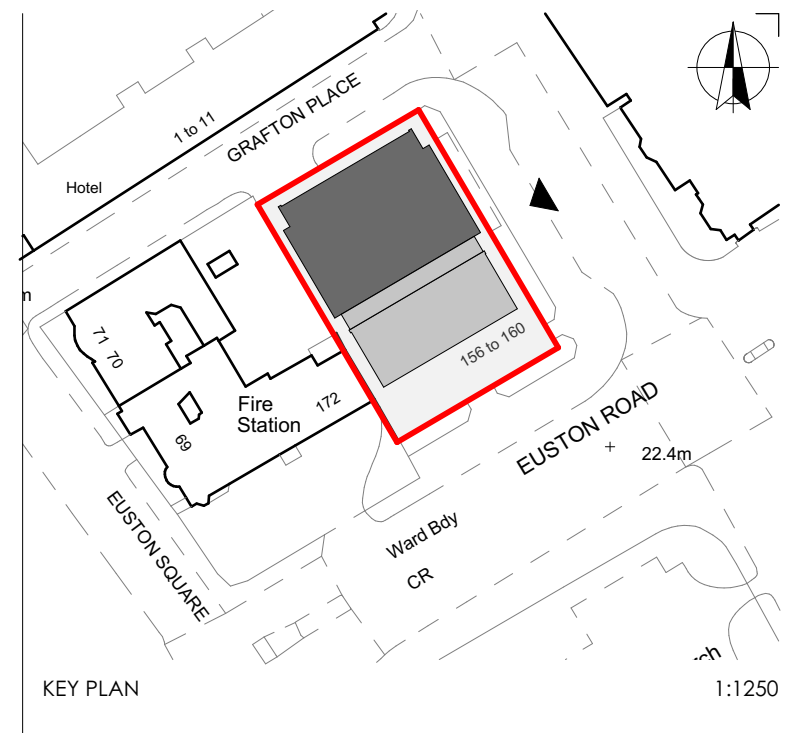 GRAFTON PLACE
1 to 11
Hotel
71
70
69
Fire
Station
172
156 to 160
EUSTON ROAD
22.4m
EUSTON SQUARE
Ward Bdy
CR
KEY PLAN
1:1250